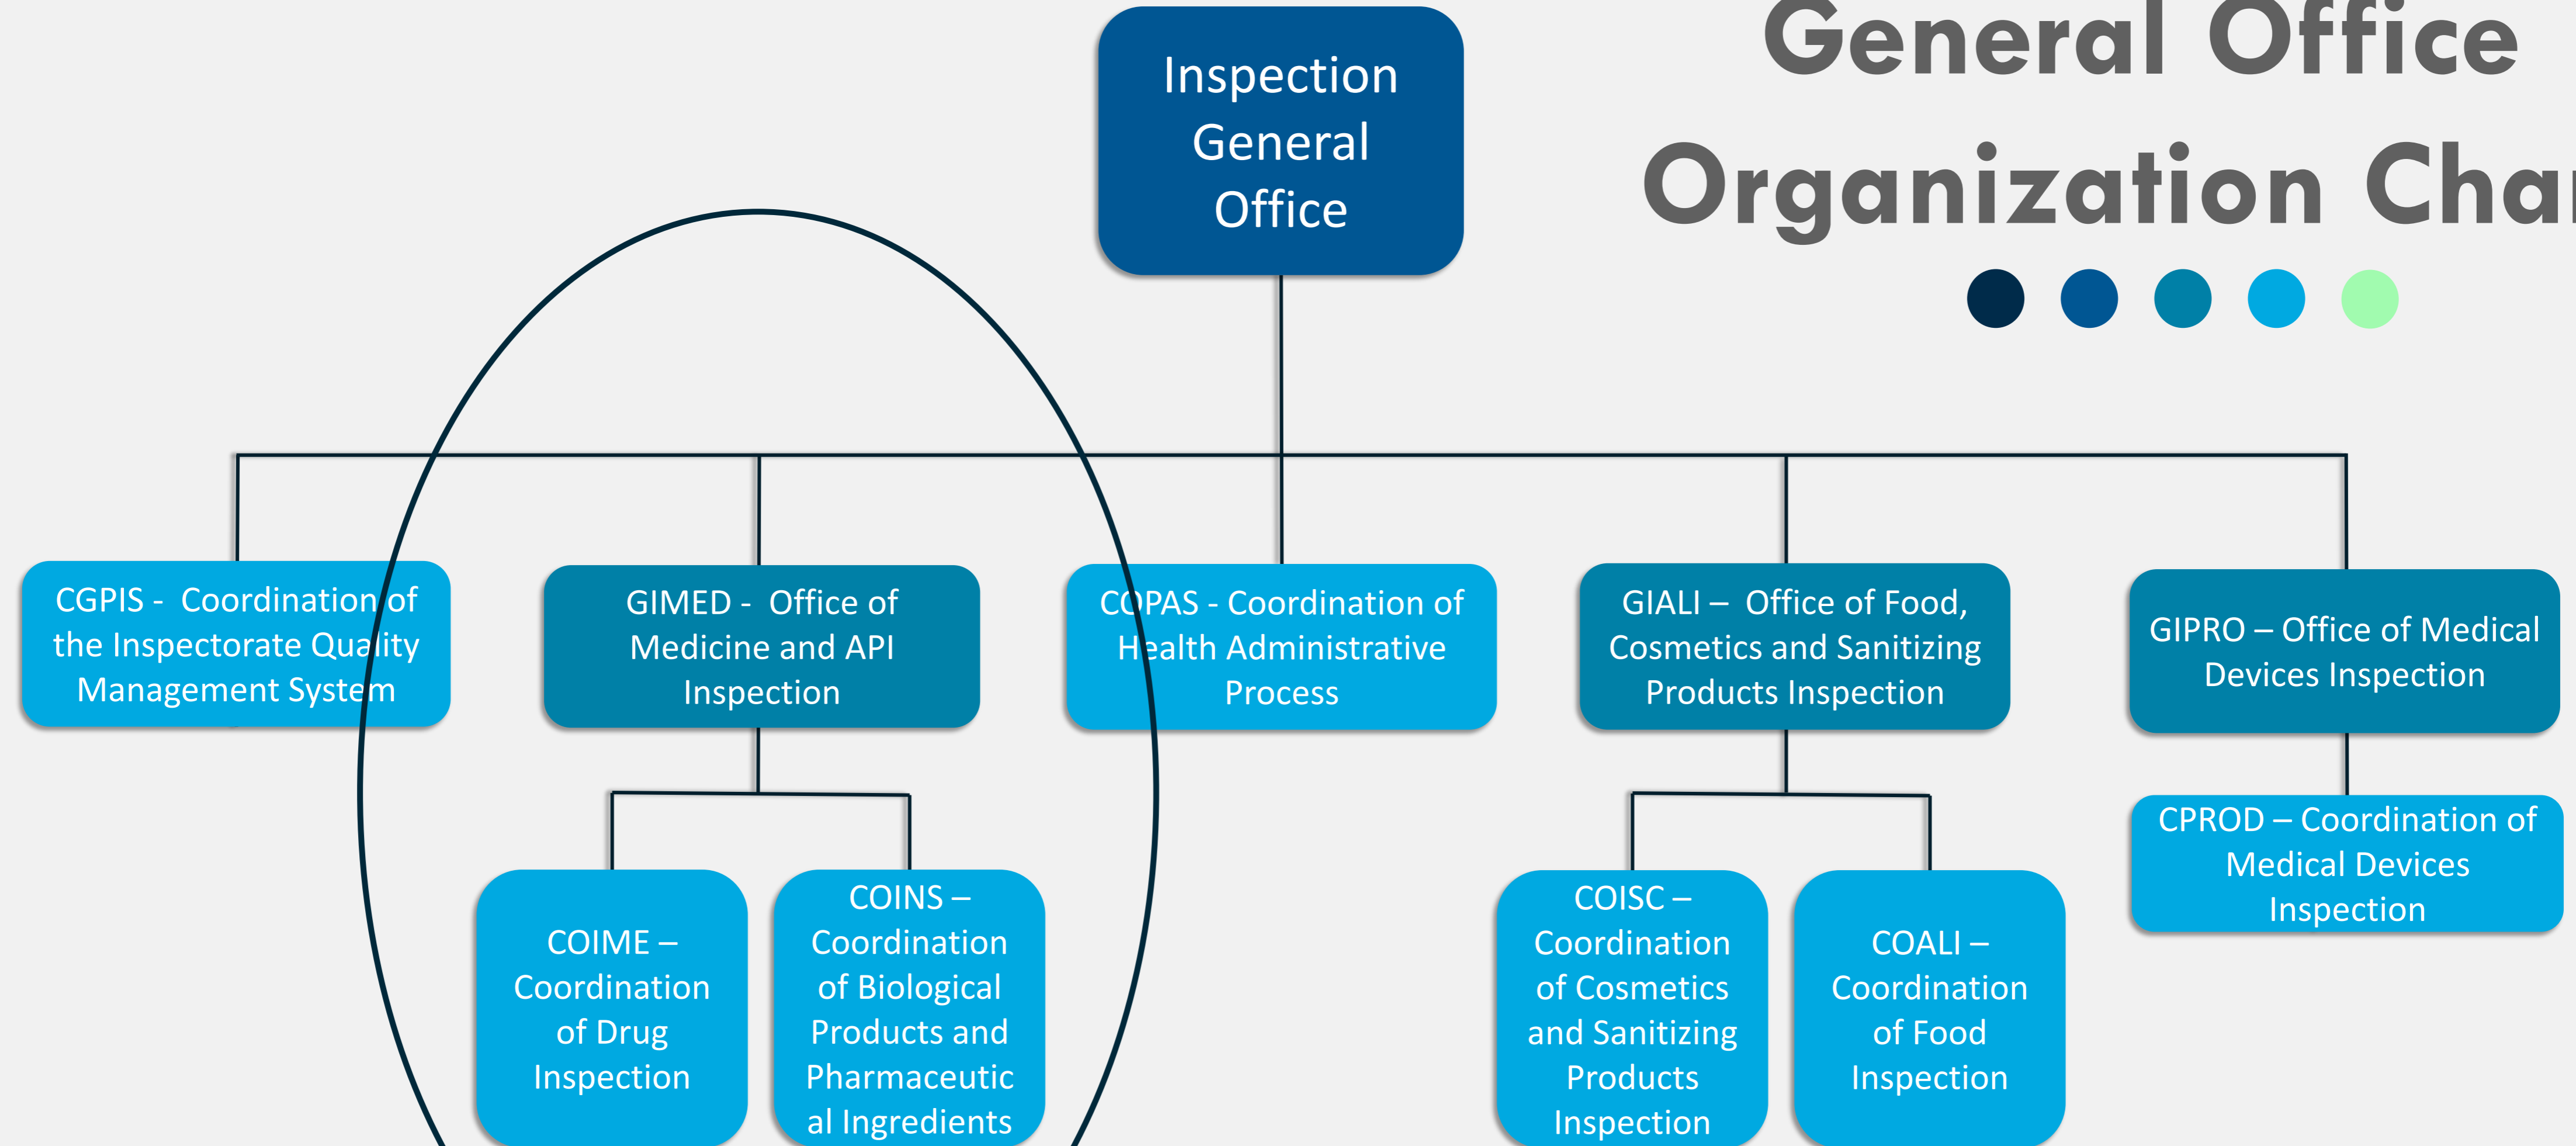 General Office
Organization Char
Inspection
General
Office
CGPIS - Coordination of
the Inspectorate Quality
Management System
GIMED - Office of
Medicine and API
Inspection
COPAS - Coordination of
Health Administrative
Process
GIALI – Office of Food,
Cosmetics and Sanitizing
Products Inspection
GIPRO – Office of Medical
Devices Inspection
COIME –
Coordination
of Drug
Inspection
COINS –
Coordination
of Biological
Products and
Pharmaceutic
al Ingredients
COISC –
Coordination
of Cosmetics
and Sanitizing
Products
Inspection
COALI –
Coordination
of Food
Inspection
CPROD – Coordination of
Medical Devices
Inspection